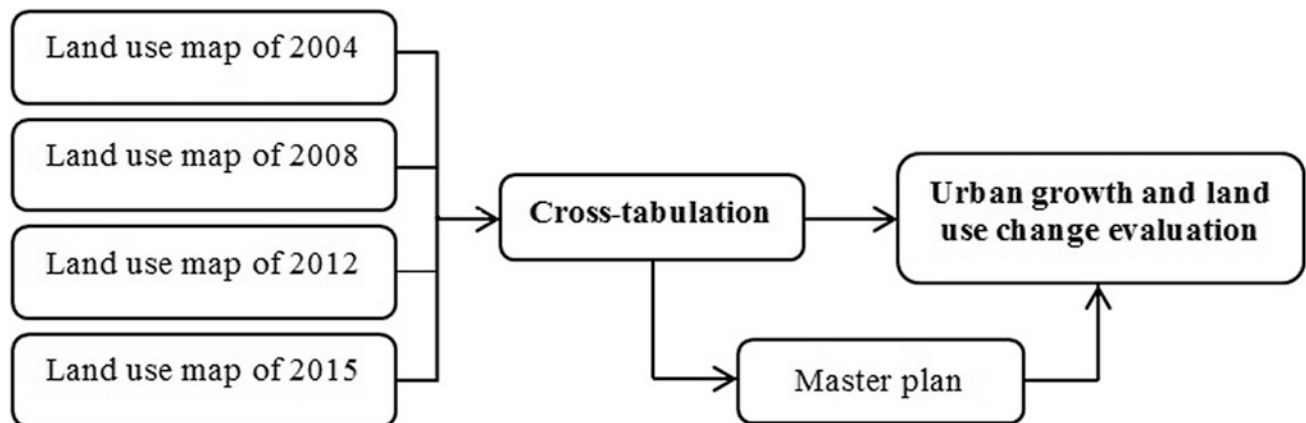 Land use map of 2004
Land use map of 2008
Land use map of 2012
Land use map of 2015
Cross-tabulation
Urban growth and land
use change evaluation
Master plan